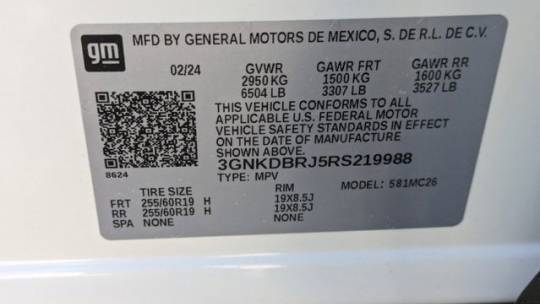 gm
MFD BY GENERAL MOTORS DE MEXICO, S. DE R.L. DE C.V.
02/24 GVWR GAWR FRT GAWR RR
2950 KG 1500 KG 1600 KG
6504 LB 3307 LB 3527 LB
THIS VEHICLE CONFORMS TO ALL
APPLICABLE U.S. FEDERAL MOTOR
VEHICLE SAFETY STANDARDS IN EFFECT
ON THE DATE OF MANUFACTURE
8624
3GNKDBRJ5RS219988
TYPE: MPV MODEL: 581MC26
TIRE SIZE RIM
FRT 255/60R19 H 19X8.5J
RR 255/60R19 H 19X8.5J
SPA NONE NONE